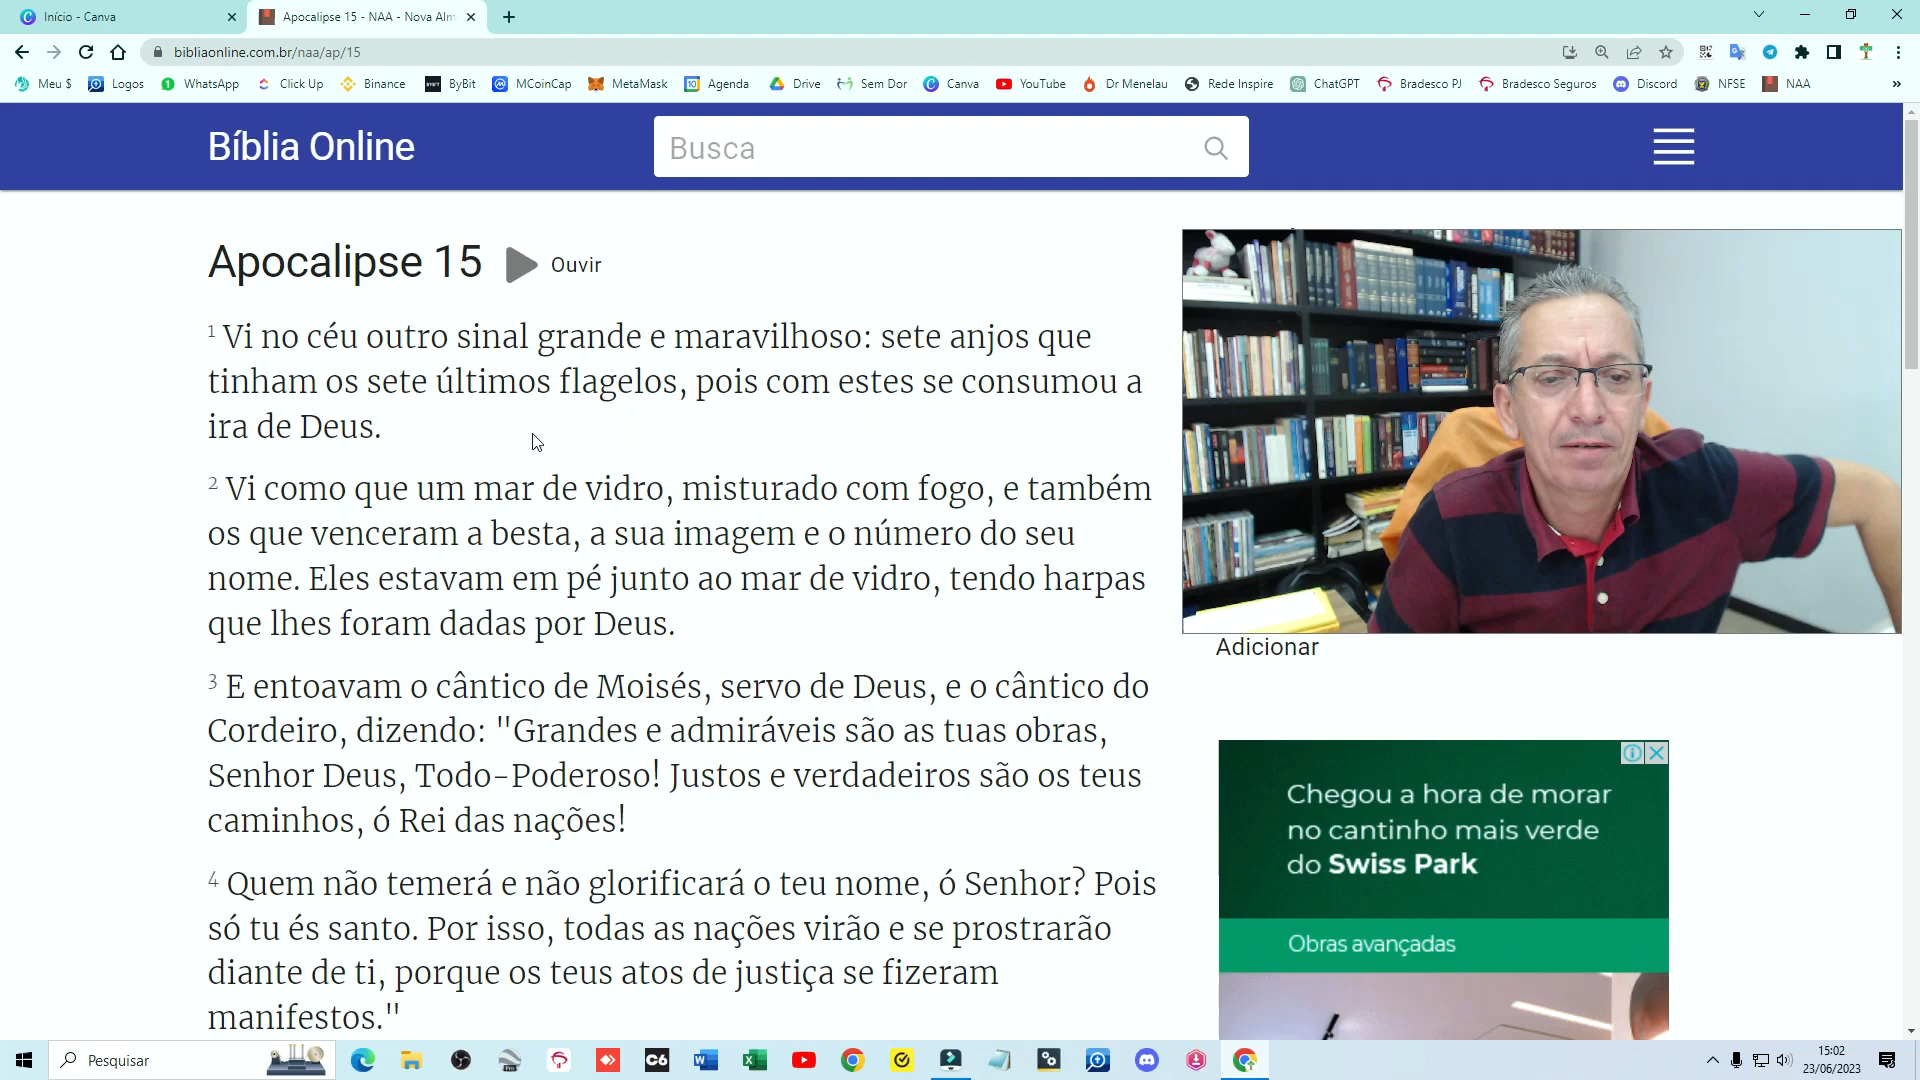 Início - Canva
Apocalipse 15 - NAA - Nova Alm
bibliaonline.com.br/naa/ap/15
Meu $ Logos WhatsApp Click Up Binance ByBit MCoinCap MetaMask Agenda Drive Sem Dor Canva YouTube Dr Menelau Rede Inspire ChatGPT Bradesco PJ Bradesco Seguros Discord NFSE NAA »
Bíblia Online
Busca
Apocalipse 15 Ouvir
1 Vi no céu outro sinal grande e maravilhoso: sete anjos que
tinham os sete últimos flagelos, pois com estes se consumou a
ira de Deus.
2 Vi como que um mar de vidro, misturado com fogo, e também
os que venceram a besta, a sua imagem e o número do seu
nome. Eles estavam em pé junto ao mar de vidro, tendo harpas
que lhes foram dadas por Deus.
3 E entoavam o cântico de Moisés, servo de Deus, e o cântico do
Cordeiro, dizendo: "Grandes e admiráveis são as tuas obras,
Senhor Deus, Todo-Poderoso! Justos e verdadeiros são os teus
caminhos, ó Rei das nações!
4 Quem não temerá e não glorificará o teu nome, ó Senhor? Pois
só tu és santo. Por isso, todas as nações virão e se prostrarão
diante de ti, porque os teus atos de justiça se fizeram
manifestos."
Adicionar
Chegou a hora de morar
no cantinho mais verde
do Swiss Park
Obras avançadas
Pesquisar
15:02
23/06/2023